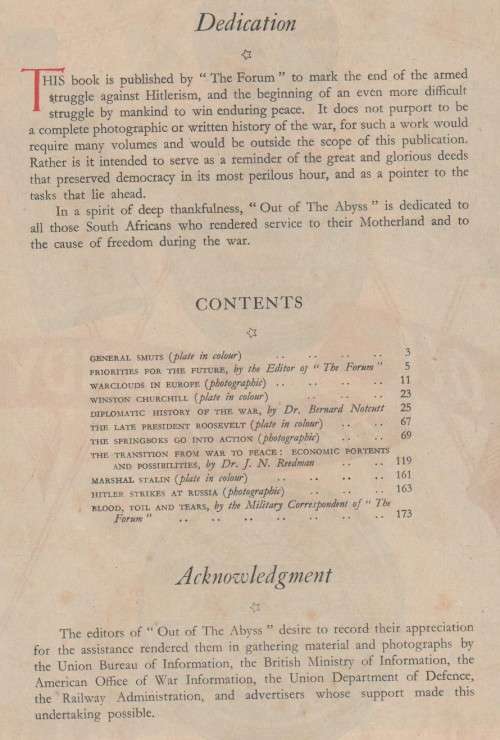 Dedication
THIS book is published by "The Forum" to mark the end of the armed
struggle against Hitlerism, and the beginning of an even more difficult
struggle by mankind to win enduring peace. It does not purport to be
a complete photographic or written history of the war, for such a work would
require many volumes and would be outside the scope of this publication.
Rather is it intended to serve as a reminder of the great and glorious deeds
that preserved democracy in its most perilous hour, and as a pointer to the
tasks that lie ahead.
In a spirit of deep thankfulness, "Out of The Abyss" is dedicated to
all those South Africans who rendered service to their Motherland and to
the cause of freedom during the war.
CONTENTS
GENERAL SMUTS (plate in colour) .. .. .. .. 3
PRIORITIES FOR THE FUTURE, by the Editor of "The Forum" 5
WARCLOUDS IN EUROPE (photographic) .. .. .. .. 11
WINSTON CHURCHILL (plate in colour) .. .. .. 23
DIPLOMATIC HISTORY OF THE WAR, by Dr. Bernard Notcutt 25
THE LATE PRESIDENT ROOSEVELT (plate in colour) .. .. 67
THE SPRINGBOKS GO INTO ACTION (photographic) .. .. 69
THE TRANSITION FROM WAR TO PEACE: ECONOMIC PORTENTS
AND POSSIBILITIES, by Dr. J. N. Reedman .. .. 119
MARSHAL STALIN (plate in colour) .. .. .. .. 161
HITLER STRIKES AT RUSSIA (photographic) .. .. .. 163
BLOOD, TOIL AND TEARS, by the Military Correspondent of "The
Forum" .. .. .. .. .. .. .. 173
Acknowledgment
The editors of "Out of The Abyss" desire to record their appreciation
for the assistance rendered them in gathering material and photographs by
the Union Bureau of Information, the British Ministry of Information, the
American Office of War Information, the Union Department of Defence,
the Railway Administration, and advertisers whose support made this
undertaking possible.